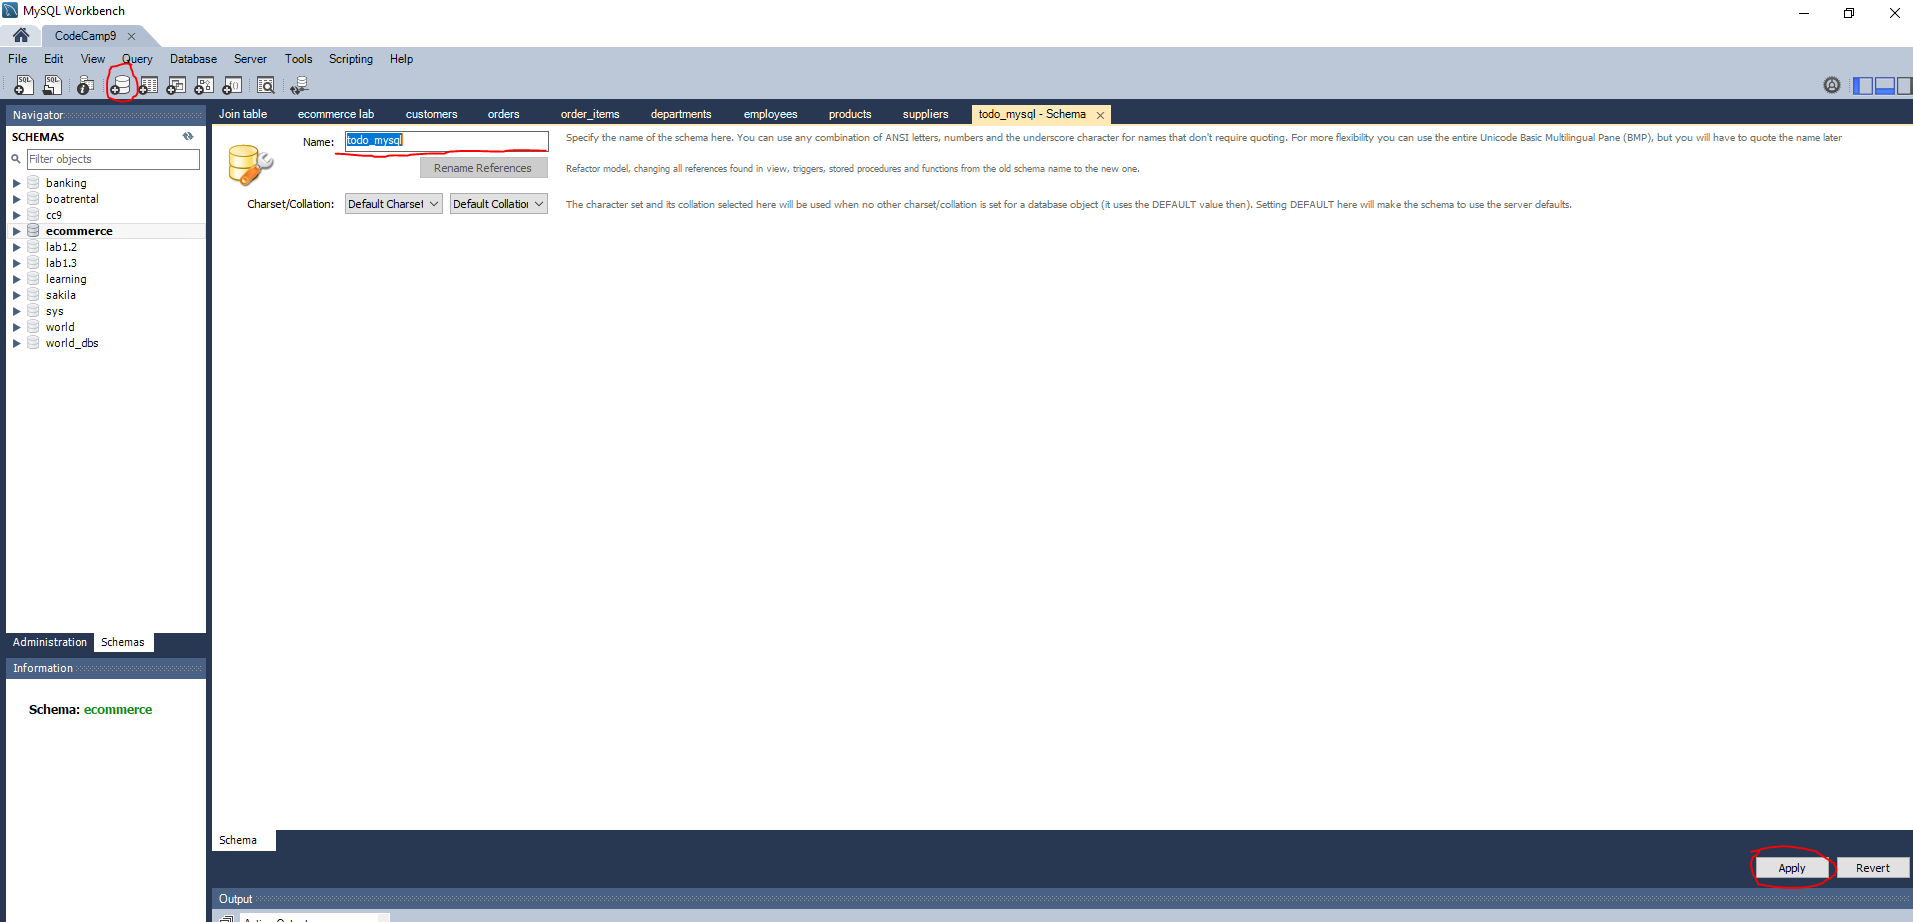 MySQL Workbench
CodeCamp9
File Edit View Query Database Server Tools Scripting Help
Navigator
SCHEMAS
Filter objects
banking
boatrental
cc9
ecommerce
lab1.2
lab1.3
learning
sakila
sys
world
world_dbs
Administration Schemas
Information
Schema: ecommerce
Join table ecommerce lab customers orders order_items departments employees products suppliers todo_mysql - Schema
Name: todo_mysql Specify the name of the schema here. You can use any combination of ANSI letters, numbers and the underscore character for names that don't require quoting. For more flexibility you can use the entire Unicode Basic Multilingual Pane (BMP), but you will have to quote the name later
Rename References Refactor model, changing all references found in view, triggers, stored procedures and functions from the old schema name to the new one.
Charset/Collation: Default Charset Default Collation The character set and its collation selected here will be used when no other charset/collation is set for a database object (it uses the DEFAULT value then). Setting DEFAULT here will make the schema to use the server defaults.
Schema
Apply Revert
Output